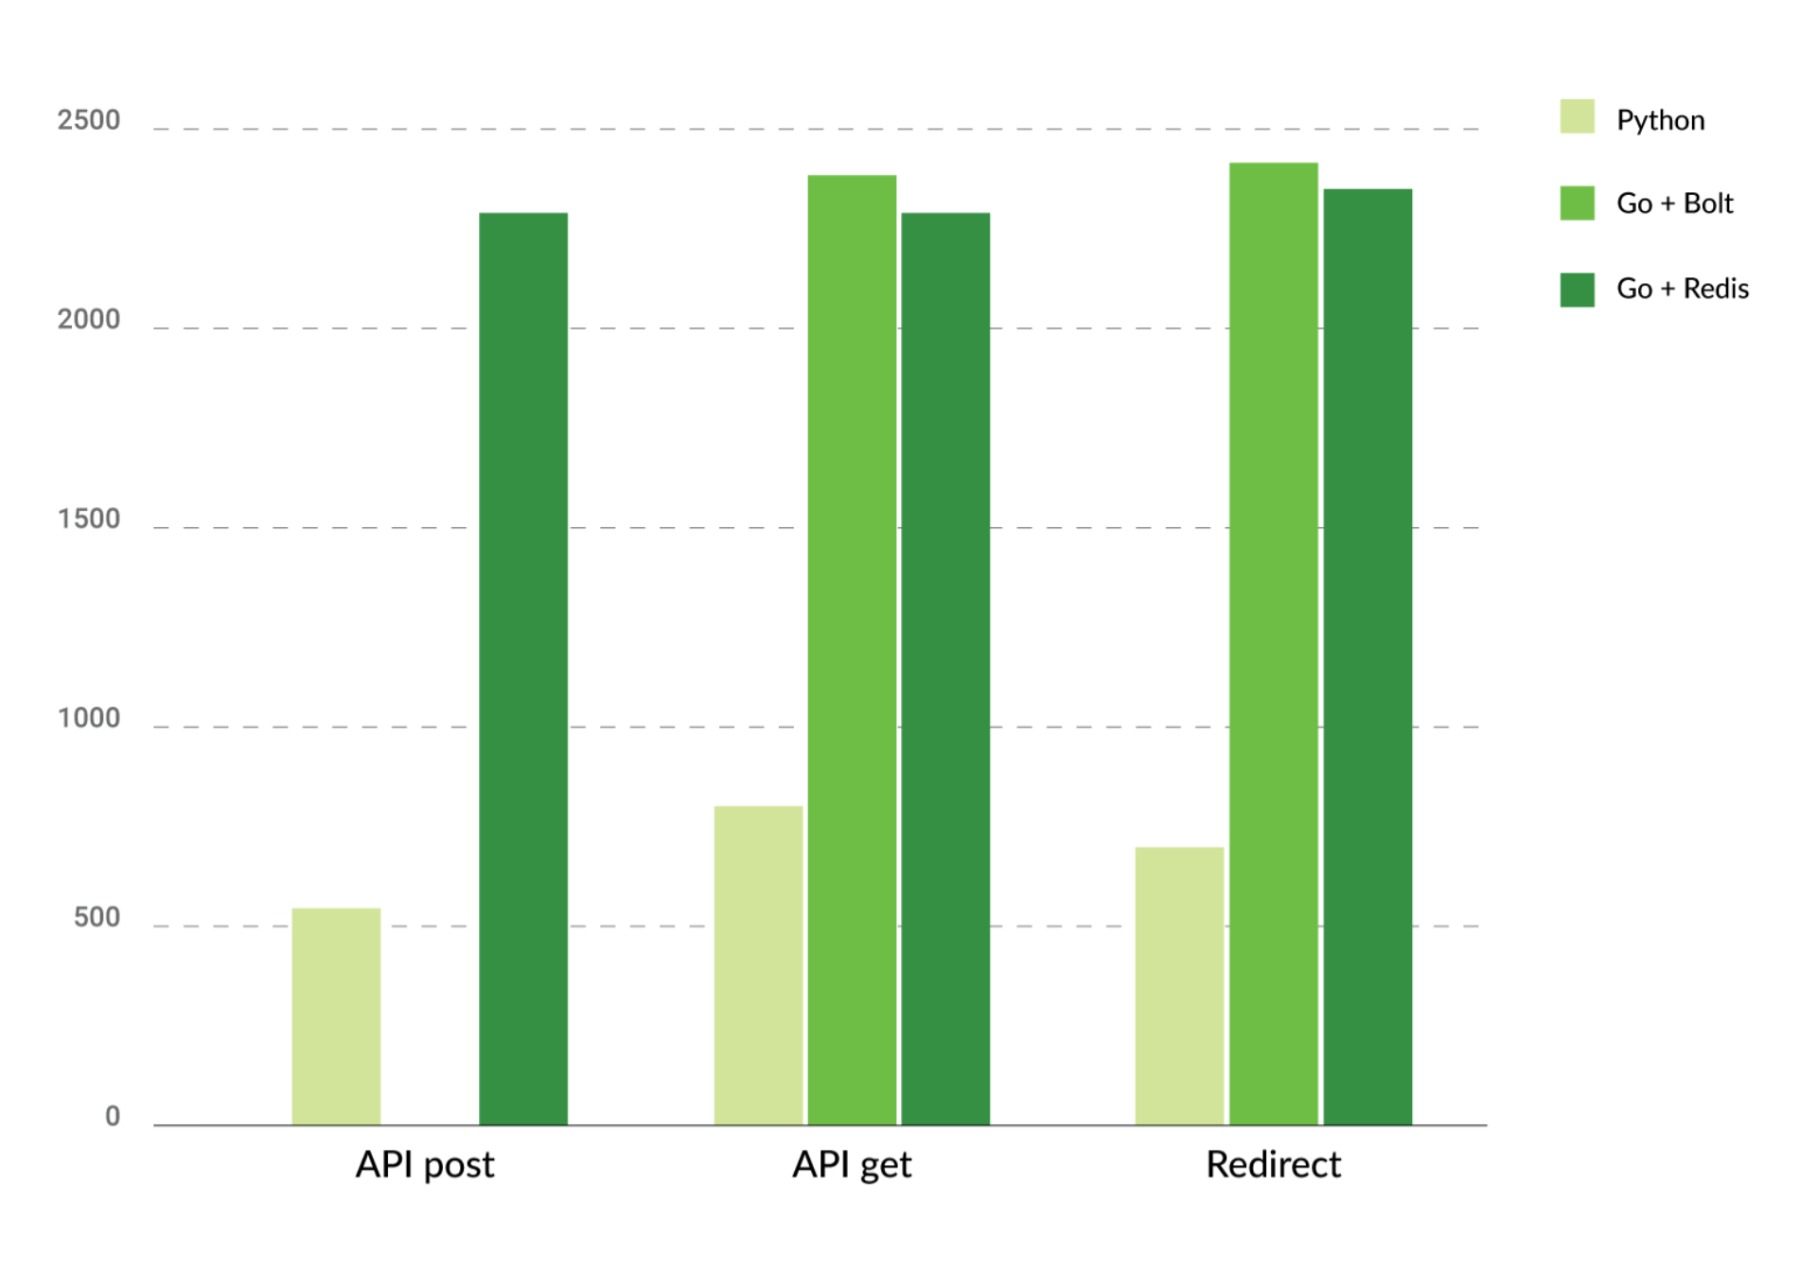 2500
2000
1500
1000
500
0
API post
API get
Redirect
Python
Go + Bolt
Go + Redis